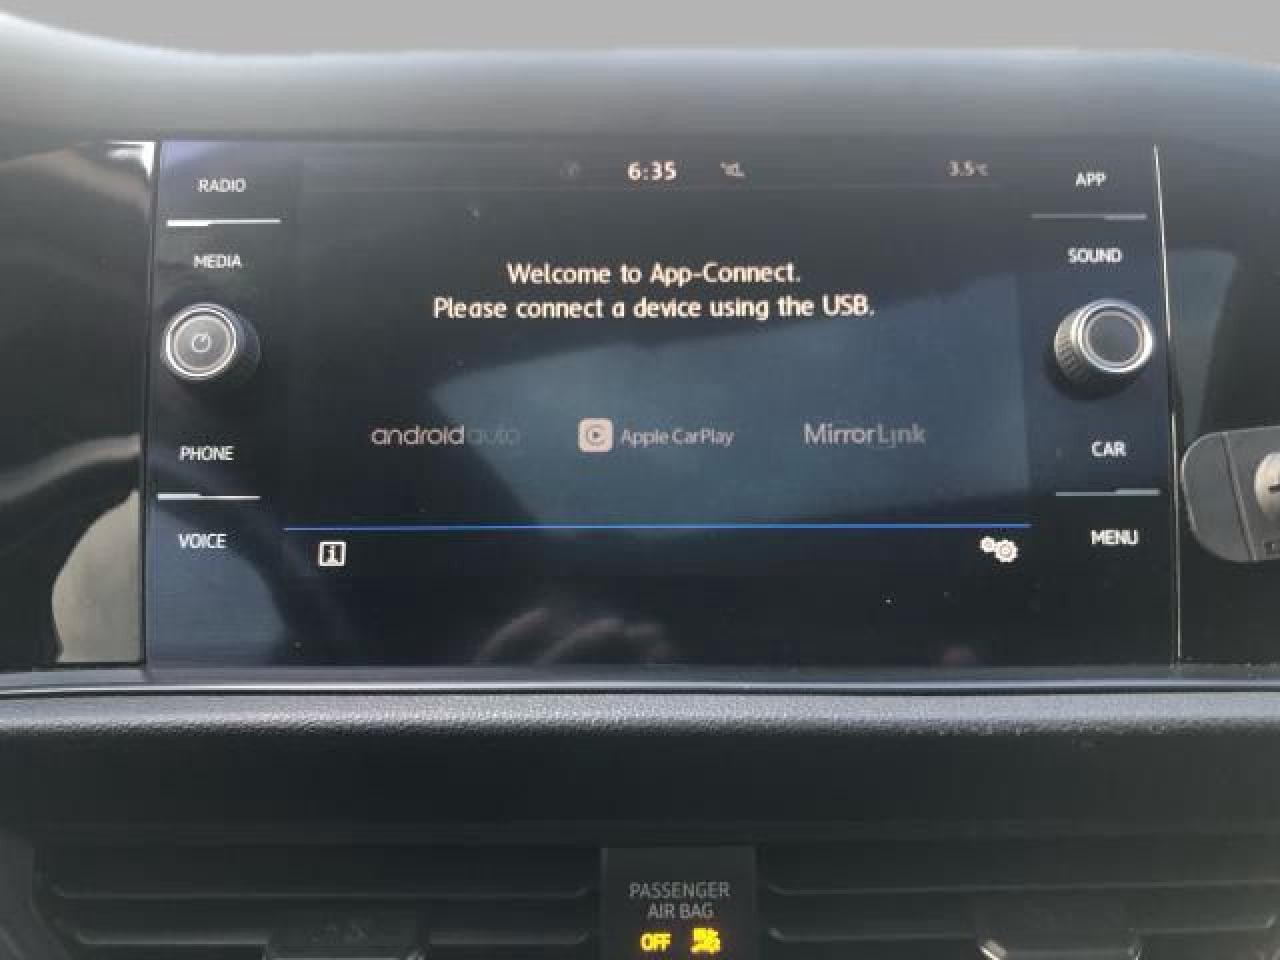 RADIO
MEDIA
PHONE
VOICE
6:35
3.5°C
Welcome to App-Connect.
Please connect a device using the USB.
androidauto
Apple CarPlay
MirrorLink
i
APP
SOUND
CAR
MENU
PASSENGER
AIR BAG
OFF